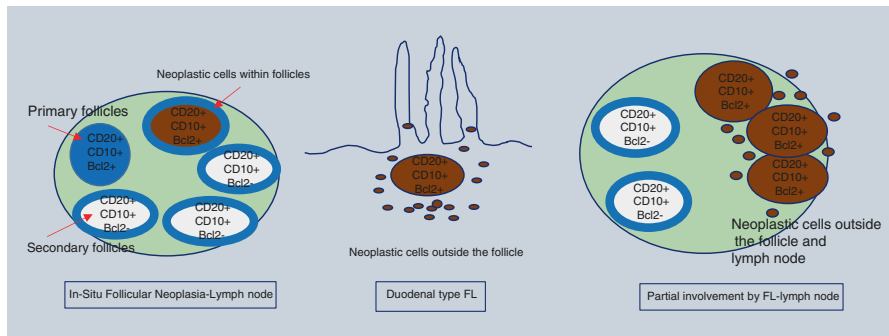 Neoplastic cells within follicles
Primary follicles
CD20+
CD10+
Bcl2+
CD20+
CD10+
Bcl2+
CD20+
CD10+
Bcl2-
CD20+
CD10+
Bcl2-
CD20+
CD10+
Bcl2-
Secondary follicles
In-Situ Follicular Neoplasia-Lymph node
CD20+
CD10+
Bcl2+
Neoplastic cells outside the follicle
Duodenal type FL
CD20+
CD10+
Bcl2+
CD20+
CD10+
Bcl2-
CD20+
CD10+
Bcl2+
CD20+
CD10+
Bcl2+
CD20+
CD10+
Bcl2-
Neoplastic cells outside
the follicle and
lymph node
Partial involvement by FL-lymph node